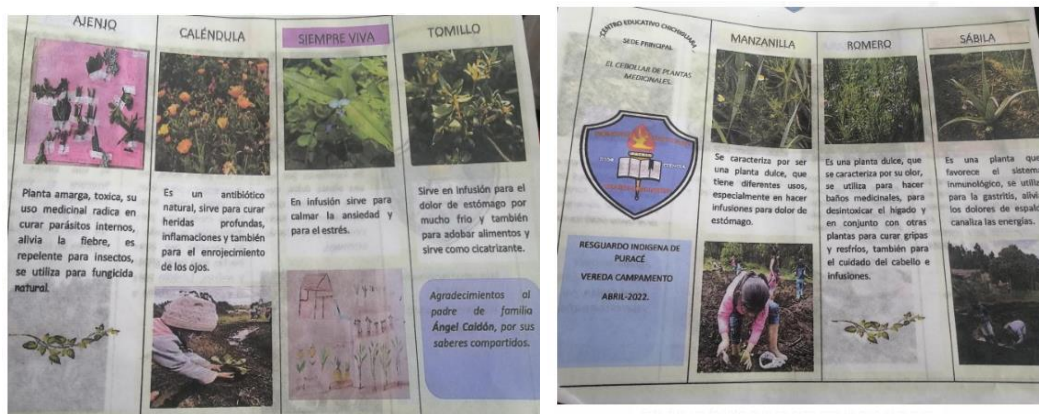 AJENJO
Planta amarga, toxica, su
uso medicinal radica en
curar parásitos internos,
alivia la fiebre, es
repelente para insectos,
se utiliza para fungicida
natural.
CALÉNDULA
Es un antibiótico
natural, sirve para curar
heridas profundas,
inflamaciones y también
para el enrojecimiento
de los ojos.
SIEMPRE VIVA
En infusión sirve para
calmar la ansiedad y
para el estrés.
TOMILLO
Sirve en infusión para el
dolor de estómago por
mucho frio y también
para adobar alimentos y
sirve como cicatrizante.
Agradecimientos al
padre de familia
Ángel Caldón, por sus
saberes compartidos.
CENTRO EDUCATIVO CHICHIGUARA
SEDE PRINCIPAL
EL CEBOLLAR DE PLANTAS
MEDICINALES.
RESGUARDO INDIGENA DE
PURACÉ
VEREDA CAMPAMENTO
ABRIL-2022.
MANZANILLA
Se caracteriza por ser
una planta dulce, que
tiene diferentes usos,
especialmente en hacer
infusiones para dolor de
estómago.
ROMERO
Es una planta dulce, que
se caracteriza por su olor,
se utiliza para hacer
baños medicinales, para
desintoxicar el hígado y
en conjunto con otras
plantas para curar gripas
y resfríos, también para
el cuidado del cabello e
infusiones.
SÁBILA
Es una planta que
favorece el sistema
inmunológico, se utiliza
para la gastritis, alivia
los dolores de espalda
canaliza las energías.